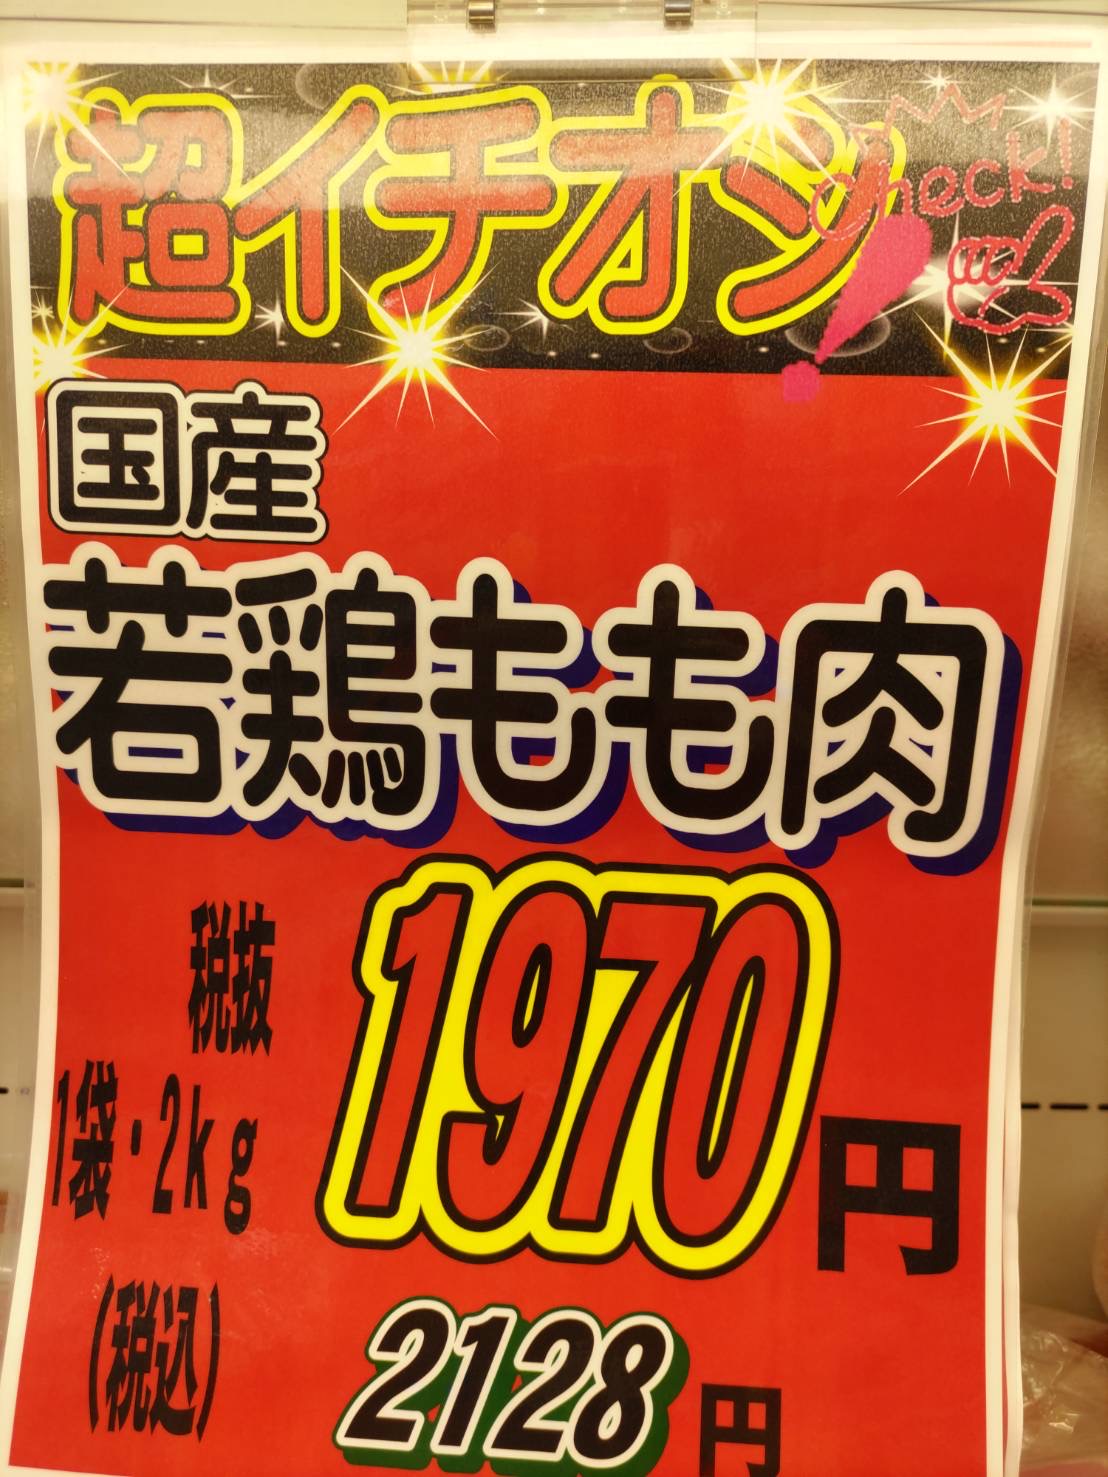 超イチオシ
check!
国産
若鶏もも肉
税抜
1袋・2kg
1970円
(税込)
2128円